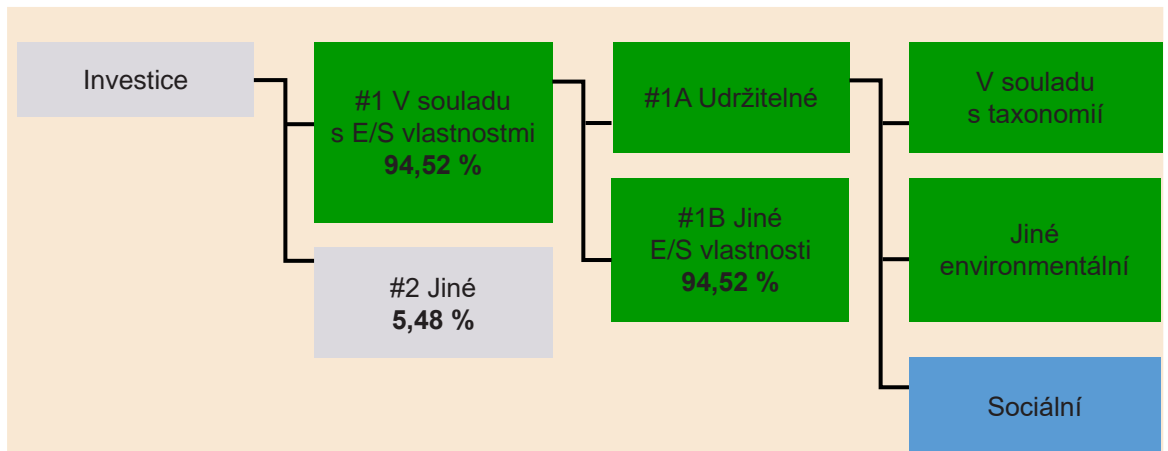 Investice
#1 V souladu
s E/S vlastnostmi
94,52 %
#2 Jiné
5,48 %
#1A Udržitelné
#1B Jiné
E/S vlastnosti
94,52 %
V souladu
s taxonomií
Jiné
environmentální
Sociální